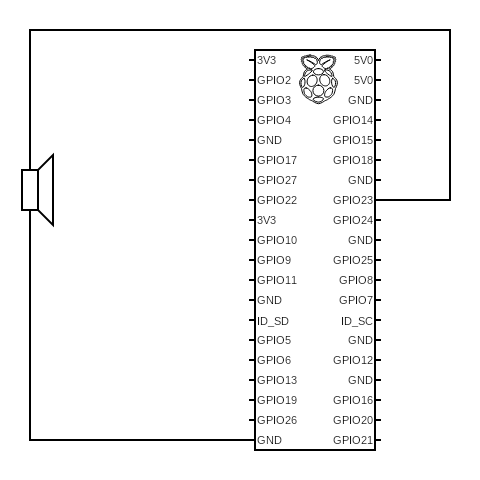 3V3 5V0
GPIO2 5V0
GPIO3 GND
GPIO4 GPIO14
GND GPIO15
GPIO17 GPIO18
GPIO27 GND
GPIO22 GPIO23
3V3 GPIO24
GPIO10 GND
GPIO9 GPIO25
GPIO11 GPIO8
GND GPIO7
ID_SD ID_SC
GPIO5 GND
GPIO6 GPIO12
GPIO13 GND
GPIO19 GPIO16
GPIO26 GPIO20
GND GPIO21